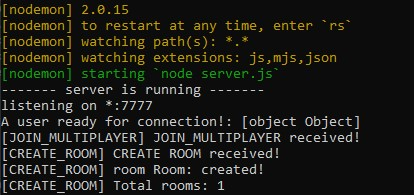 [nodemon] 2.0.15
[nodemon] to restart at any time, enter `rs`
[nodemon] watching path(s): *.*
[nodemon] watching extensions: js,mjs,json
[nodemon] starting `node server.js`
------- server is running -------
listening on *:7777
A user ready for connection!: [object Object]
[JOIN_MULTIPLAYER] JOIN_MULTIPLAYER received!
[CREATE_ROOM] CREATE ROOM received!
[CREATE_ROOM] room Room: created!
[CREATE_ROOM] Total rooms: 1